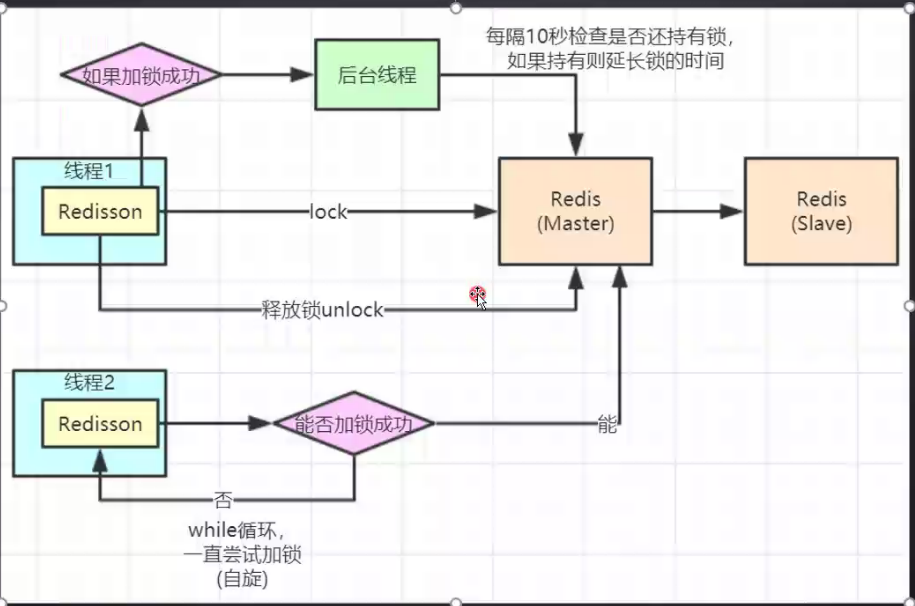 每隔10秒检查是否还持有锁，
如果持有则延长锁的时间
如果加锁成功
后台线程
线程1
Redisson
lock
Redis
(Master)
Redis
(Slave)
释放锁unlock
线程2
Redisson
能否加锁成功
能
否
while循环，
一直尝试加锁
(自旋)